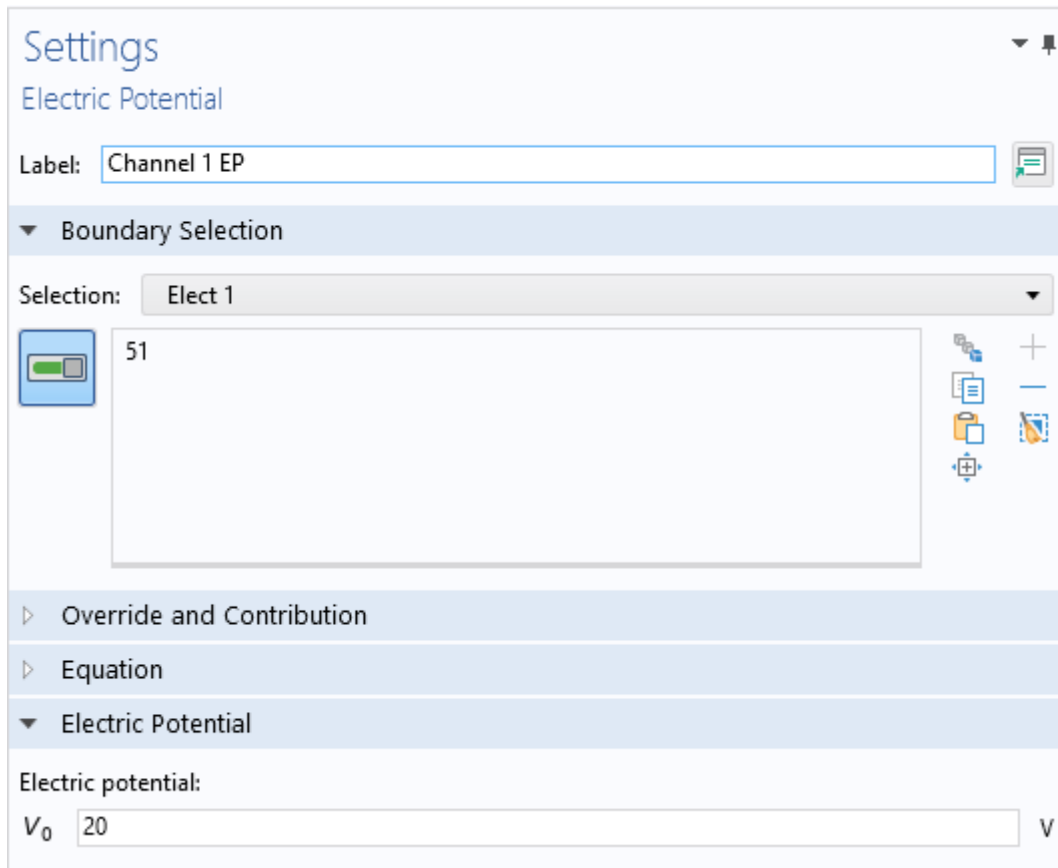 Settings
Electric Potential
Label: Channel 1 EP
Boundary Selection
Selection: Elect 1
51
Override and Contribution
Equation
Electric Potential
Electric potential:
V₀ 20 V